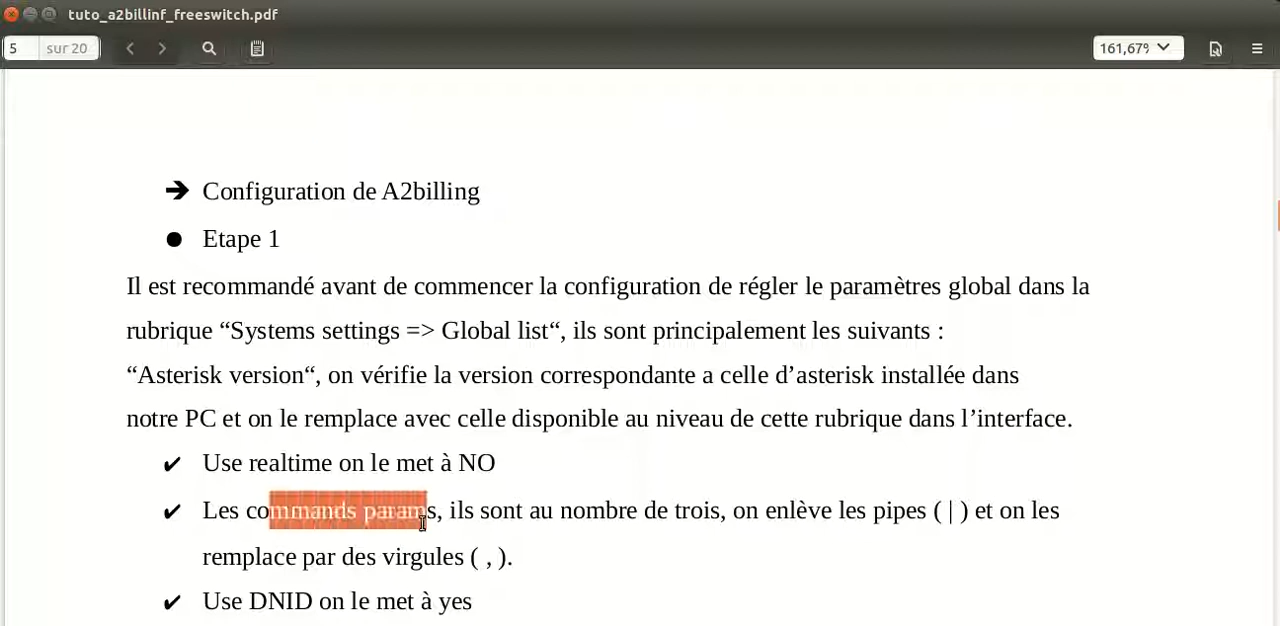 tuto_a2billinf_freeswitch.pdf
5 sur 20 161,67%
➔ Configuration de A2billing
● Etape 1
Il est recommandé avant de commencer la configuration de régler le paramètres global dans la
rubrique “Systems settings => Global list“, ils sont principalement les suivants :
“Asterisk version“, on vérifie la version correspondante a celle d’asterisk installée dans
notre PC et on le remplace avec celle disponible au niveau de cette rubrique dans l’interface.
✔ Use realtime on le met à NO
✔ Les commands params, ils sont au nombre de trois, on enlève les pipes ( | ) et on les
remplace par des virgules ( , ).
✔ Use DNID on le met à yes